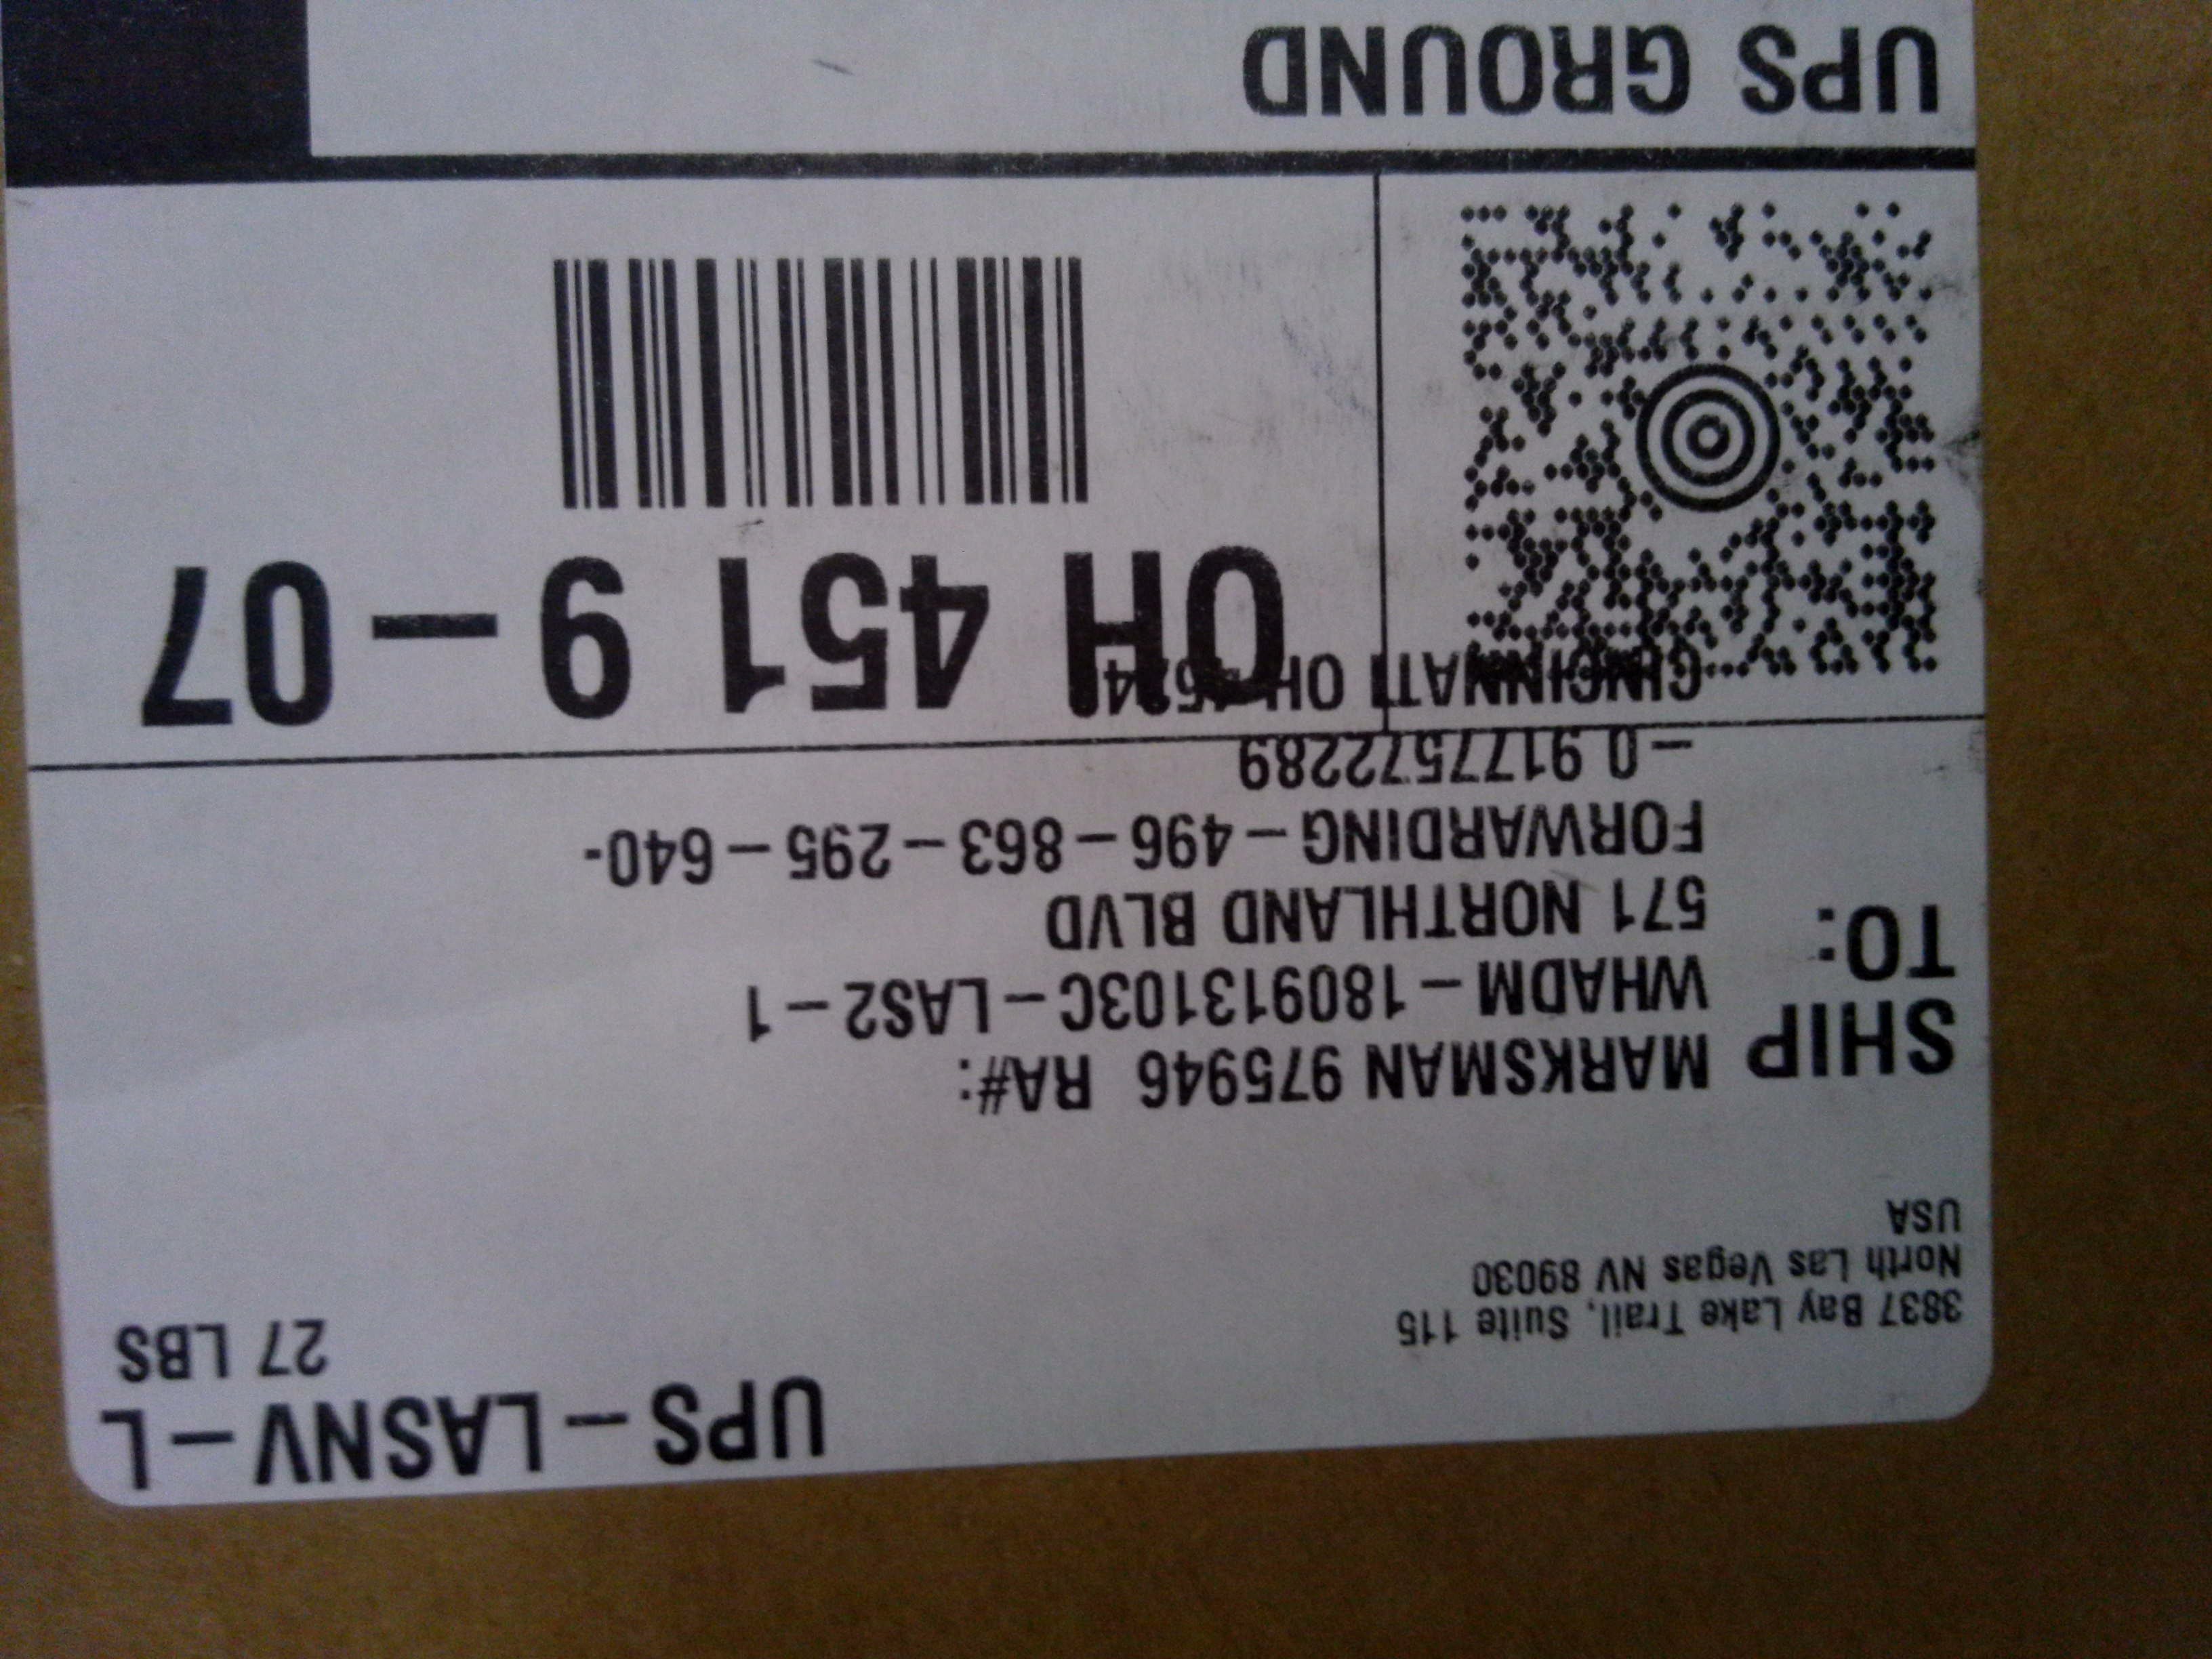 UPS – LASNV – L
27 LBS
3837 Bay Lake Trail, Suite 115
North Las Vegas NV 89030
USA
SHIP TO:
MARKSMAN 975946 RA#:
WHADM – 180913103C – LAS2 – 1
571 NORTHLAND BLVD
FORWARDING – 496 – 863 – 295 – 640-
– 0 9177572289
CINCINNATI OH
OH 451 9 – 07
UPS GROUND